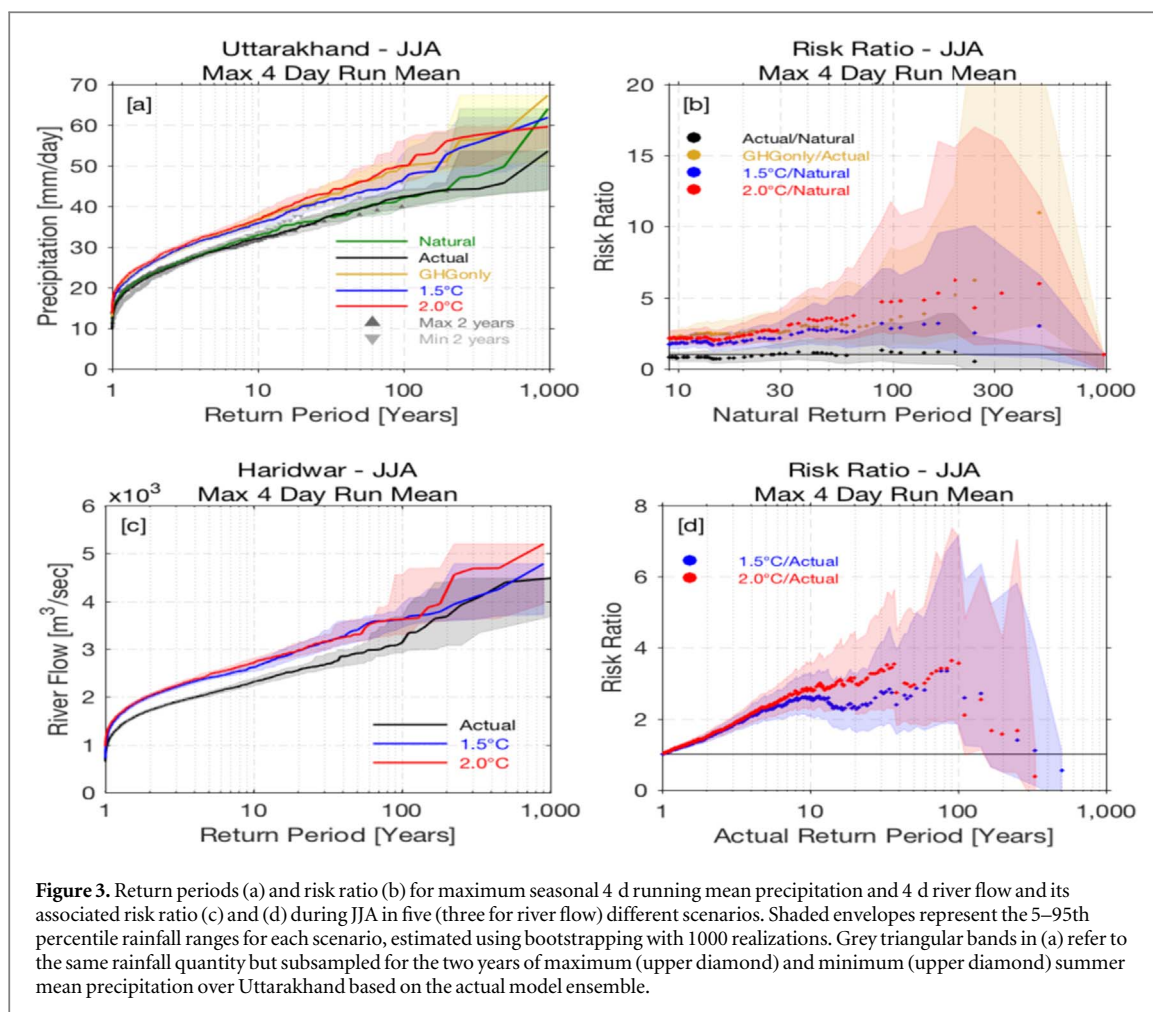 Uttarakhand - JJA
Max 4 Day Run Mean
[a]
Precipitation [mm/day]
70
60
50
40
30
20
10
0
Natural
Actual
GHGonly
1.5°C
2.0°C
Max 2 years
Min 2 years
1 10 100 1,000
Return Period [Years]
Risk Ratio - JJA
Max 4 Day Run Mean
[b]
Risk Ratio
20
15
10
5
0
Actual/Natural
GHGonly/Actual
1.5°C/Natural
2.0°C/Natural
10 30 100 300 1,000
Natural Return Period [Years]
Haridwar - JJA
Max 4 Day Run Mean
×10³
[c]
River Flow [m³/sec]
6
5
4
3
2
1
0
Actual
1.5°C
2.0°C
1 10 100 1,000
Return Period [Years]
Risk Ratio - JJA
Max 4 Day Run Mean
[d]
Risk Ratio
8
6
4
2
0
1.5°C/Actual
2.0°C/Actual
1 10 100 1,000
Actual Return Period [Years]
Figure 3. Return periods (a) and risk ratio (b) for maximum seasonal 4 d running mean precipitation and 4 d river flow and its
associated risk ratio (c) and (d) during JJA in five (three for river flow) different scenarios. Shaded envelopes represent the 5–95th
percentile rainfall ranges for each scenario, estimated using bootstrapping with 1000 realizations. Grey triangular bands in (a) refer to
the same rainfall quantity but subsampled for the two years of maximum (upper diamond) and minimum (upper diamond) summer
mean precipitation over Uttarakhand based on the actual model ensemble.